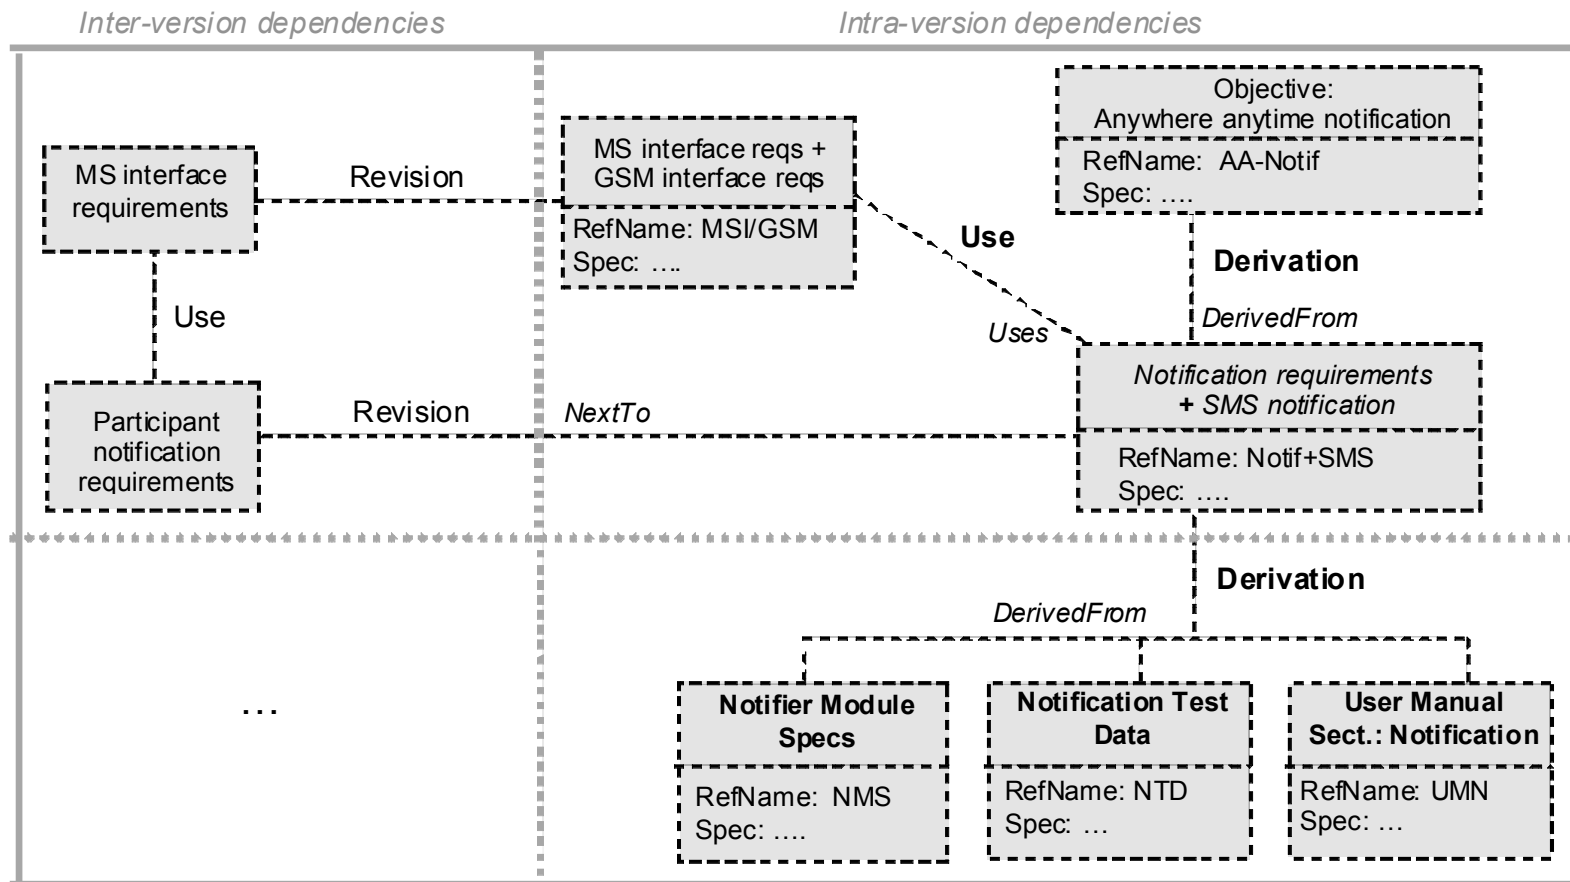 Inter-version dependencies
Intra-version dependencies
Objective:
Anywhere anytime notification
RefName: AA-Notif
Spec: ….
MS interface reqs +
GSM interface reqs
RefName: MSI/GSM
Spec: ….
MS interface
requirements
Revision
Use
Derivation
Use
Uses
DerivedFrom
Notification requirements
+ SMS notification
RefName: Notif+SMS
Spec: ….
Participant
notification
requirements
Revision
NextTo
Derivation
DerivedFrom
…
Notifier Module
Specs
RefName: NMS
Spec: ….
Notification Test
Data
RefName: NTD
Spec: …
User Manual
Sect.: Notification
RefName: UMN
Spec: …